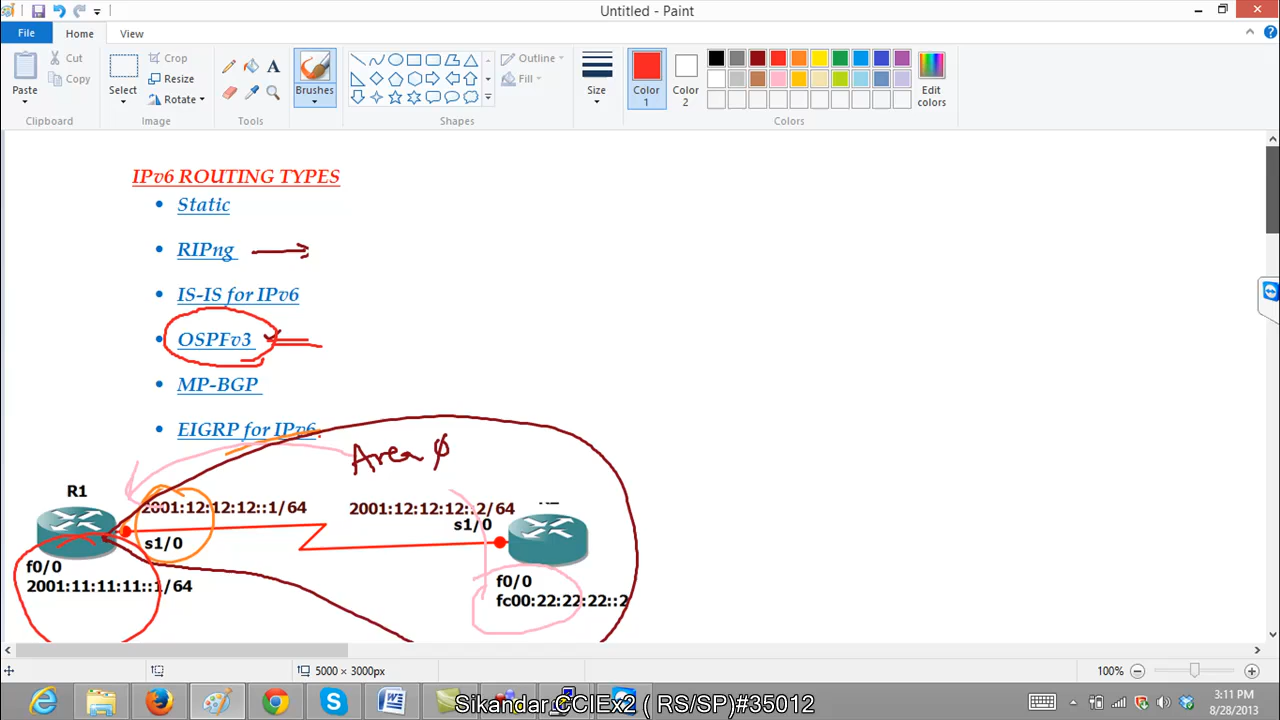 Untitled - Paint
File
Home
View
Paste
Cut
Copy
Clipboard
Select
Crop
Resize
Rotate
Image
A
Tools
Brushes
Outline
Fill
Shapes
Size
Color 1
Color 2
Edit colors
Colors
IPv6 ROUTING TYPES
• Static
• RIPng
• IS-IS for IPv6
• OSPFv3
• MP-BGP
• EIGRP for IPv6
Area 0
R1
2001:12:12:12::1/64
2001:12:12:12::2/64
s1/0
s1/0
f0/0
2001:11:11:11::1/64
f0/0
fc00:22:22:22::2
5000 × 3000px
100%
Sikandar CCIEx2 ( RS/SP)#35012
3:11 PM
8/28/2013